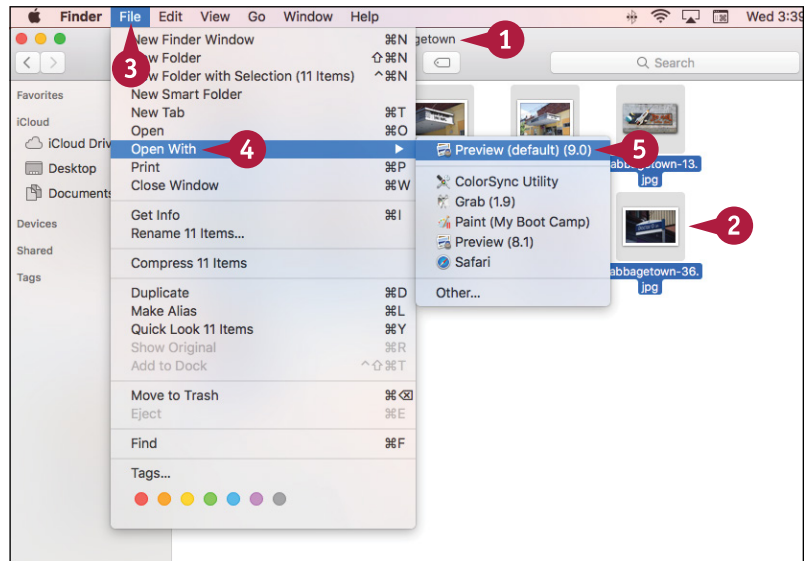 Finder File Edit View Go Window Help Wed 3:39
getown 1
Search
3
New Finder Window ⌘N
New Folder ⇧⌘N
New Folder with Selection (11 Items) ^⌘N
New Smart Folder
New Tab ⌘T
Open ⌘O
Open With 4
Print ⌘P
Close Window ⌘W
Get Info ⌘I
Rename 11 Items...
Compress 11 Items
Duplicate ⌘D
Make Alias ⌘L
Quick Look 11 Items ⌘Y
Show Original ⌘R
Add to Dock ^⇧⌘T
Move to Trash ⌘⌫
Eject ⌘E
Find ⌘F
Tags...
Favorites
iCloud
iCloud Driv
Desktop
Documents
Devices
Shared
Tags
Preview (default) (9.0) 5
ColorSync Utility
Grab (1.9)
Paint (My Boot Camp)
Preview (8.1)
Safari
Other...
abbagetown-13.
jpg
2
abbagetown-36.
jpg